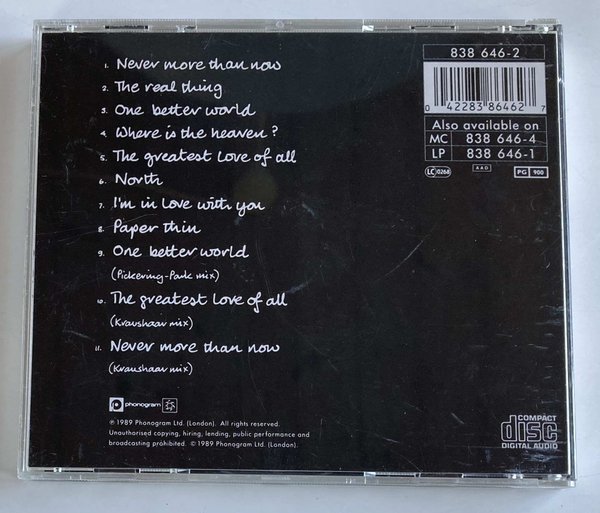 1. Never more than now
2. The real thing
3. One better world
4. Where is the heaven?
5. The greatest love of all
6. North
7. I'm in love with you
8. Paper thin
9. One better world
(Pickering-Park mix)
10. The greatest love of all
(Kraushaar mix)
11. Never more than now
(Kraushaar mix)
phonogram
℗ 1989 Phonogram Ltd. (London). All rights reserved.
Unauthorised copying, hiring, lending, public performance and
broadcasting prohibited. © 1989 Phonogram Ltd. (London).
838 646-2
0 42283 86462 7
Also available on
MC 838 646-4
LP 838 646-1
LC 0268 AAD PG 900
COMPACT
disc
DIGITAL AUDIO